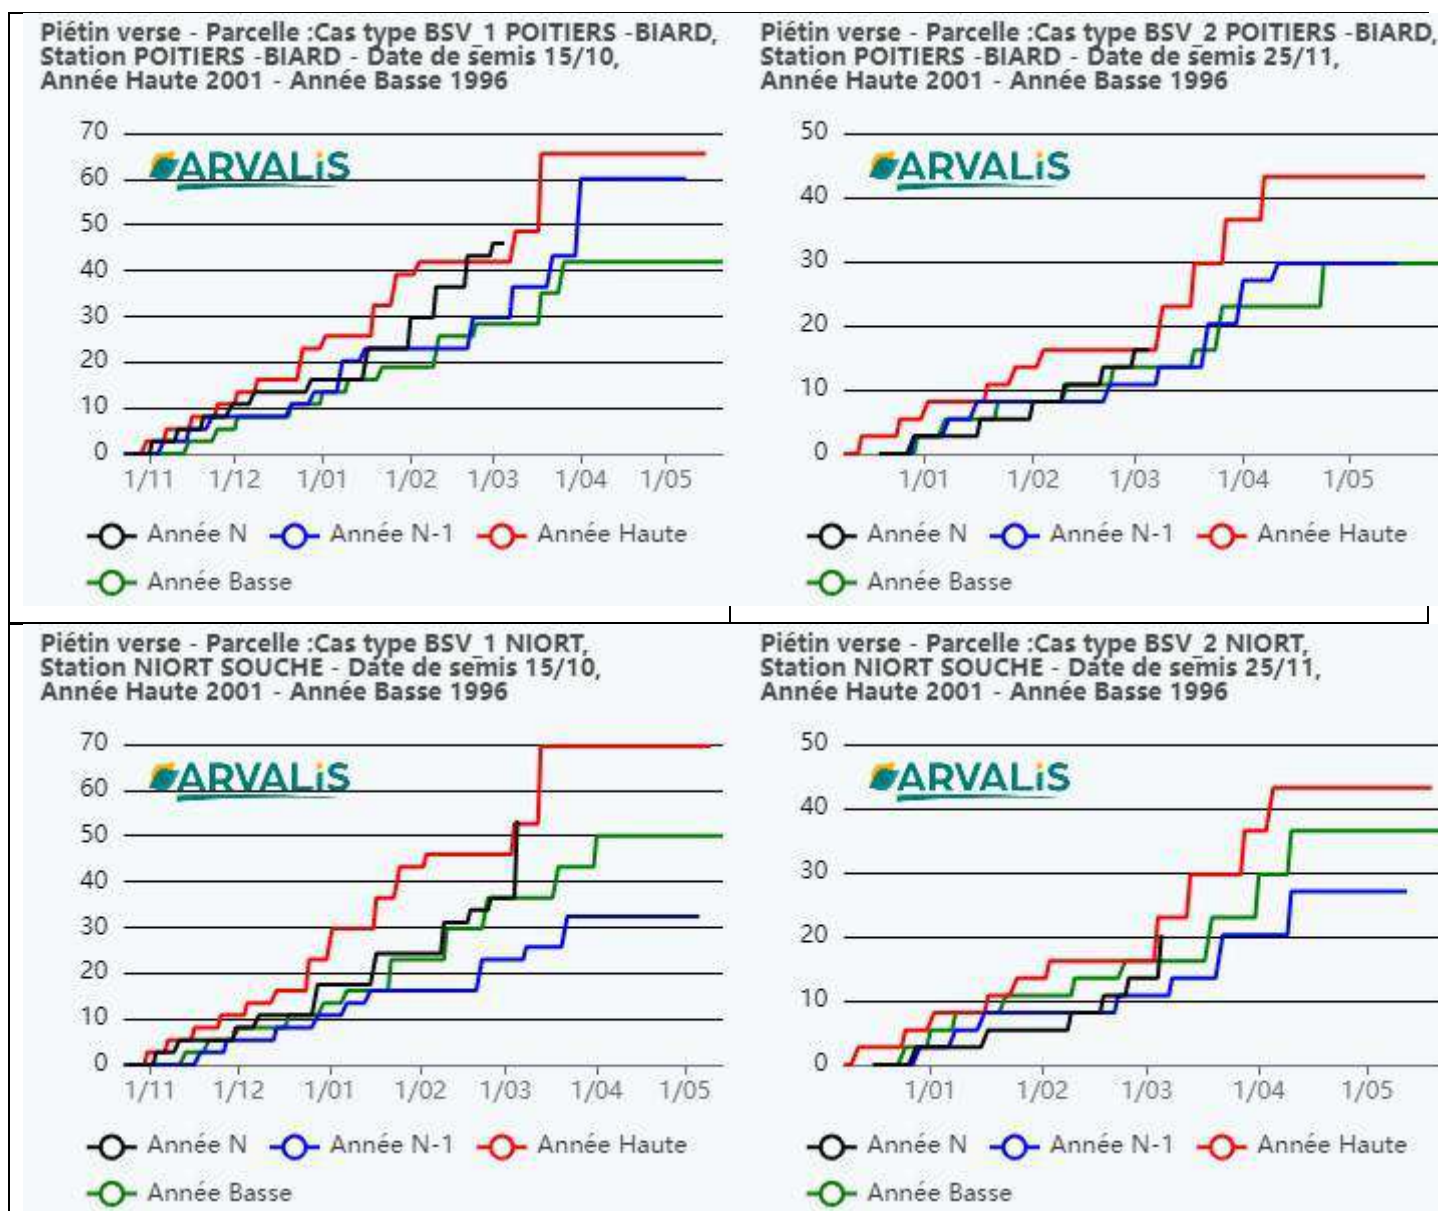 Piétin verse - Parcelle :Cas type BSV_1 POITIERS -BIARD,
Station POITIERS -BIARD - Date de semis 15/10,
Année Haute 2001 - Année Basse 1996
70
60
50
40
30
20
10
0
ARVALiS
1/11 1/12 1/01 1/02 1/03 1/04 1/05
Année N Année N-1 Année Haute
Année Basse
Piétin verse - Parcelle :Cas type BSV_2 POITIERS -BIARD,
Station POITIERS -BIARD - Date de semis 25/11,
Année Haute 2001 - Année Basse 1996
50
40
30
20
10
0
ARVALiS
1/01 1/02 1/03 1/04 1/05
Année N Année N-1 Année Haute
Année Basse
Piétin verse - Parcelle :Cas type BSV_1 NIORT,
Station NIORT SOUCHE - Date de semis 15/10,
Année Haute 2001 - Année Basse 1996
70
60
50
40
30
20
10
0
ARVALiS
1/11 1/12 1/01 1/02 1/03 1/04 1/05
Année N Année N-1 Année Haute
Année Basse
Piétin verse - Parcelle :Cas type BSV_2 NIORT,
Station NIORT SOUCHE - Date de semis 25/11,
Année Haute 2001 - Année Basse 1996
50
40
30
20
10
0
ARVALiS
1/01 1/02 1/03 1/04 1/05
Année N Année N-1 Année Haute
Année Basse